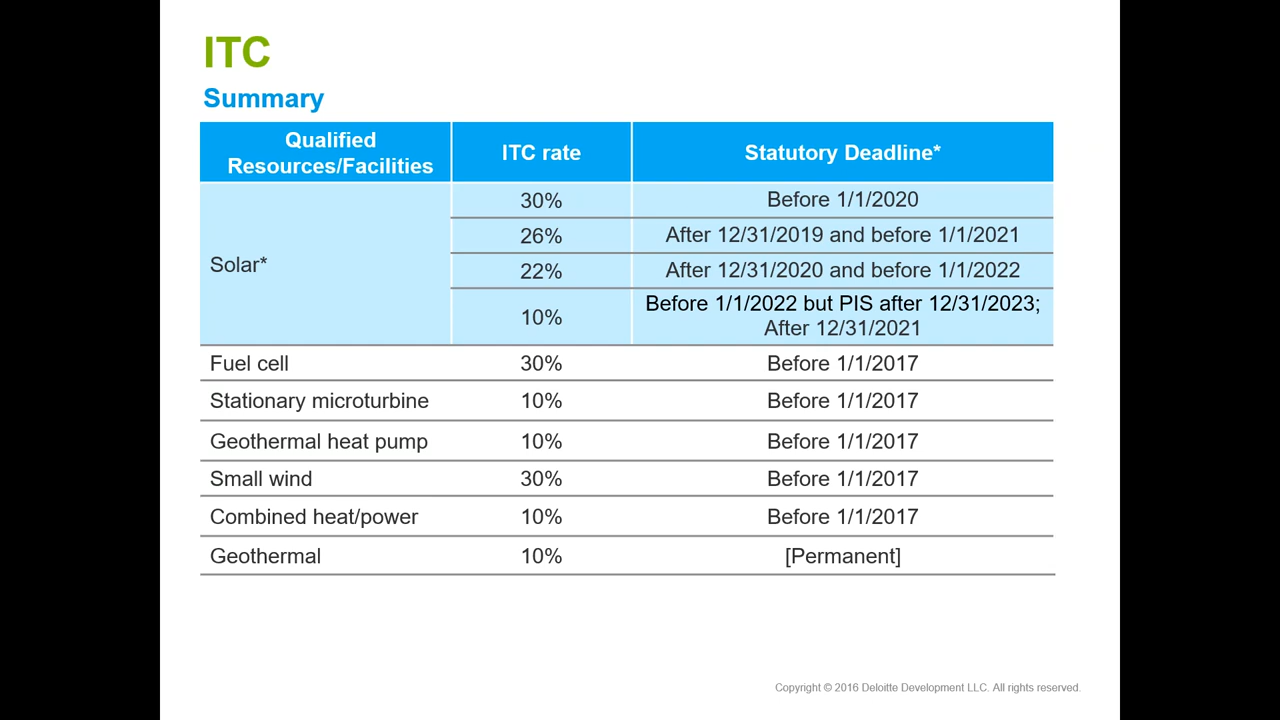 ITC
Summary
Qualified
Resources/Facilities
ITC rate
Statutory Deadline*
Solar*
30%
Before 1/1/2020
26%
After 12/31/2019 and before 1/1/2021
22%
After 12/31/2020 and before 1/1/2022
10%
Before 1/1/2022 but PIS after 12/31/2023;
After 12/31/2021
Fuel cell
30%
Before 1/1/2017
Stationary microturbine
10%
Before 1/1/2017
Geothermal heat pump
10%
Before 1/1/2017
Small wind
30%
Before 1/1/2017
Combined heat/power
10%
Before 1/1/2017
Geothermal
10%
[Permanent]
Copyright © 2016 Deloitte Development LLC. All rights reserved.